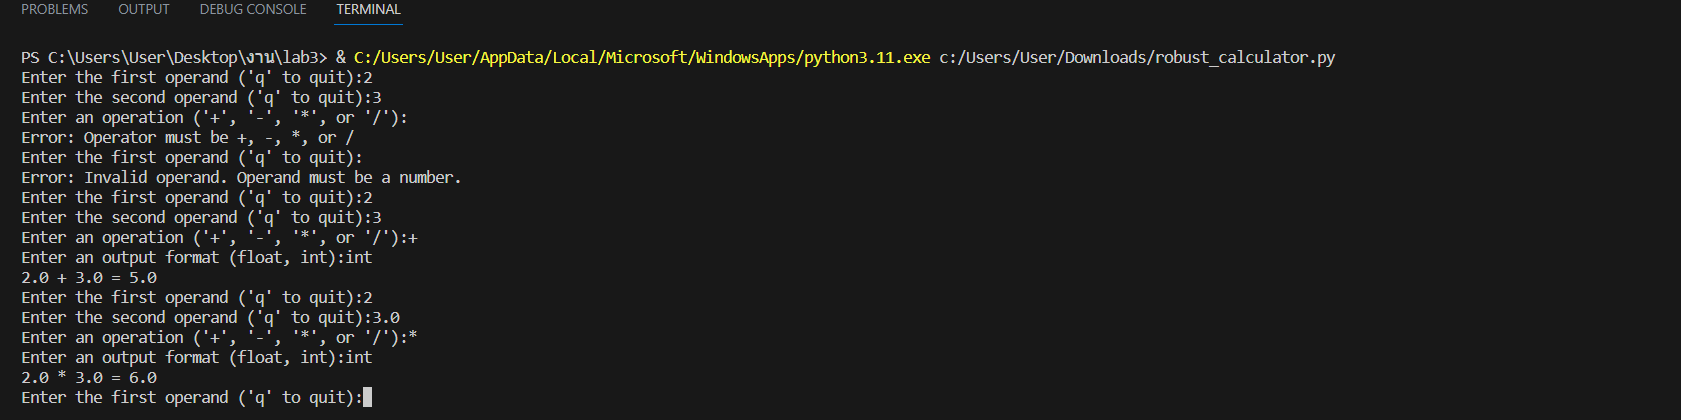 PROBLEMS OUTPUT DEBUG CONSOLE TERMINAL
PS C:\Users\User\Desktop\งาน\lab3> & C:/Users/User/AppData/Local/Microsoft/WindowsApps/python3.11.exe c:/Users/User/Downloads/robust_calculator.py
Enter the first operand ('q' to quit):2
Enter the second operand ('q' to quit):3
Enter an operation ('+', '-', '*', or '/'):
Error: Operator must be +, -, *, or /
Enter the first operand ('q' to quit):
Error: Invalid operand. Operand must be a number.
Enter the first operand ('q' to quit):2
Enter the second operand ('q' to quit):3
Enter an operation ('+', '-', '*', or '/'):+
Enter an output format (float, int):int
2.0 + 3.0 = 5.0
Enter the first operand ('q' to quit):2
Enter the second operand ('q' to quit):3.0
Enter an operation ('+', '-', '*', or '/'):*
Enter an output format (float, int):int
2.0 * 3.0 = 6.0
Enter the first operand ('q' to quit):